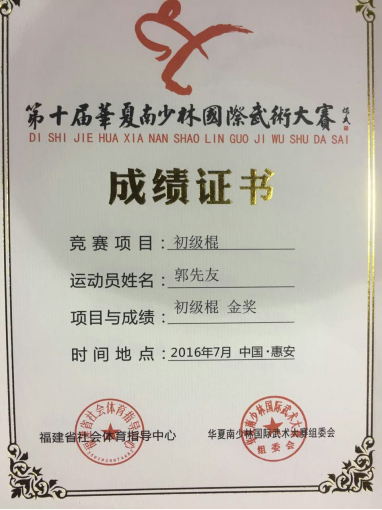 第十届華夏南少林國際武術大賽
DI SHI JIE HUA XIA NAN SHAO LIN GUO JI WU SHU DA SAI
成绩证书
竞赛项目：初级棍
运动员姓名：郭先友
项目与成绩：初级棍 金奖
时间地点：2016年7月 中国·惠安
福建省社会体育指导中心
华夏南少林国际武术大赛组委会